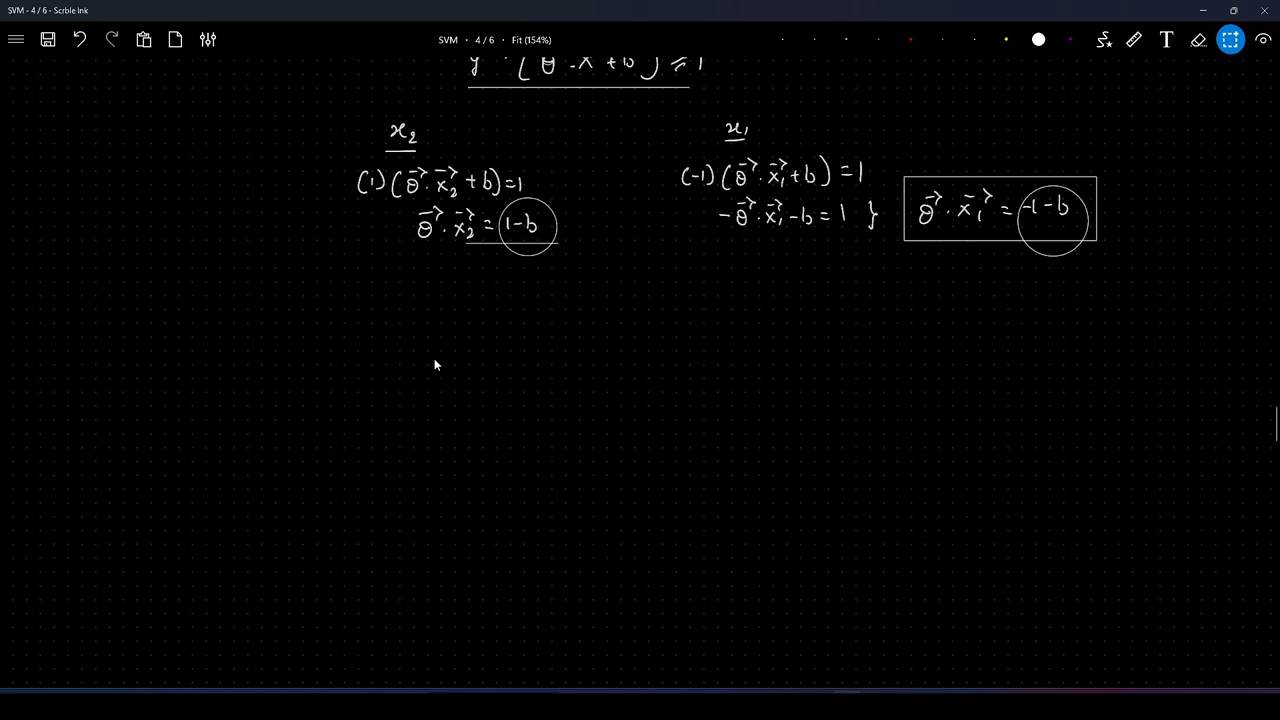 SVM - 4 / 6 - Scrble Ink
SVM • 4 / 6 • Fit (154%)
y · (θ · x + b) ≥ 1
x₂
(1) (θ⃗ · x⃗₂ + b) = 1
θ⃗ · x⃗₂ = 1 - b
x₁
(-1) (θ⃗ · x⃗₁ + b) = 1
-θ⃗ · x⃗₁ - b = 1 }
θ⃗ · x⃗₁ = -1 - b